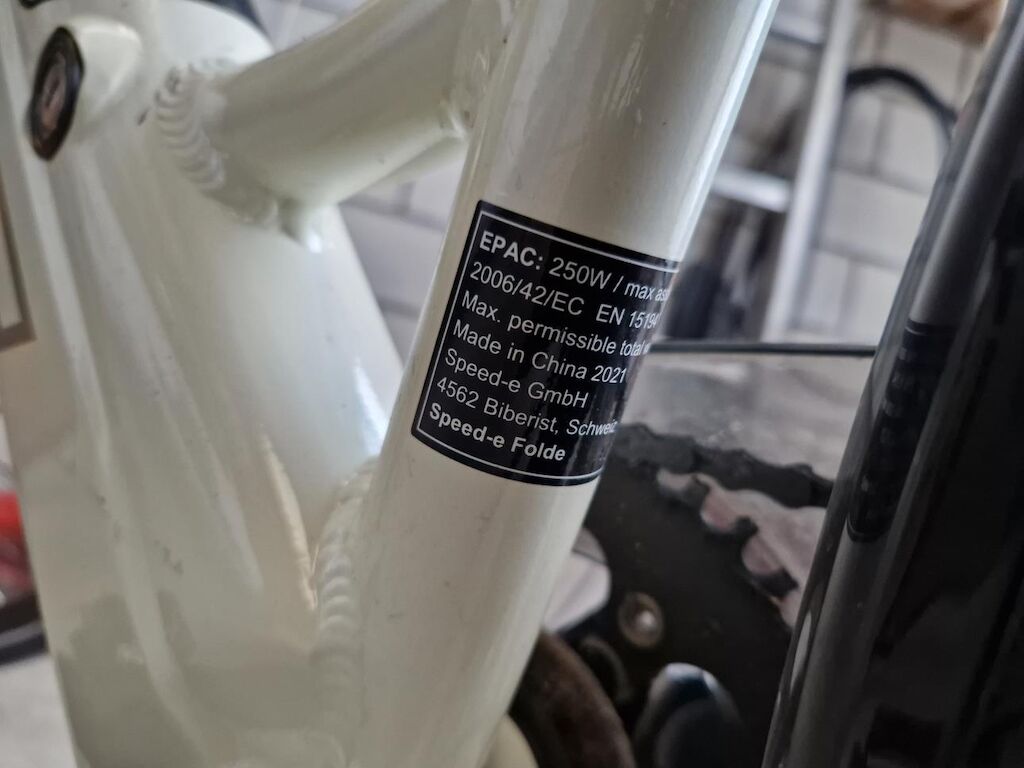 EPAC: 250W / max
2006/42/EC EN 15194
Max. permissible total
Made in China 2021
Speed-e GmbH
4562 Biberist, Schweiz
Speed-e Folde